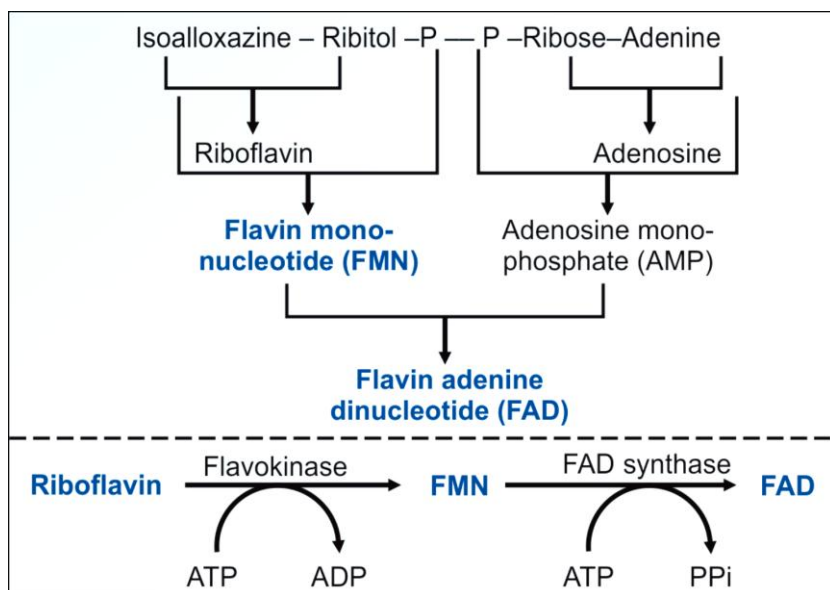 Isoalloxazine – Ribitol –P — P –Ribose–Adenine
Riboflavin
Adenosine
Flavin mono-
nucleotide (FMN)
Adenosine mono-
phosphate (AMP)
Flavin adenine
dinucleotide (FAD)
Riboflavin
Flavokinase
FMN
FAD synthase
FAD
ATP
ADP
ATP
PPi